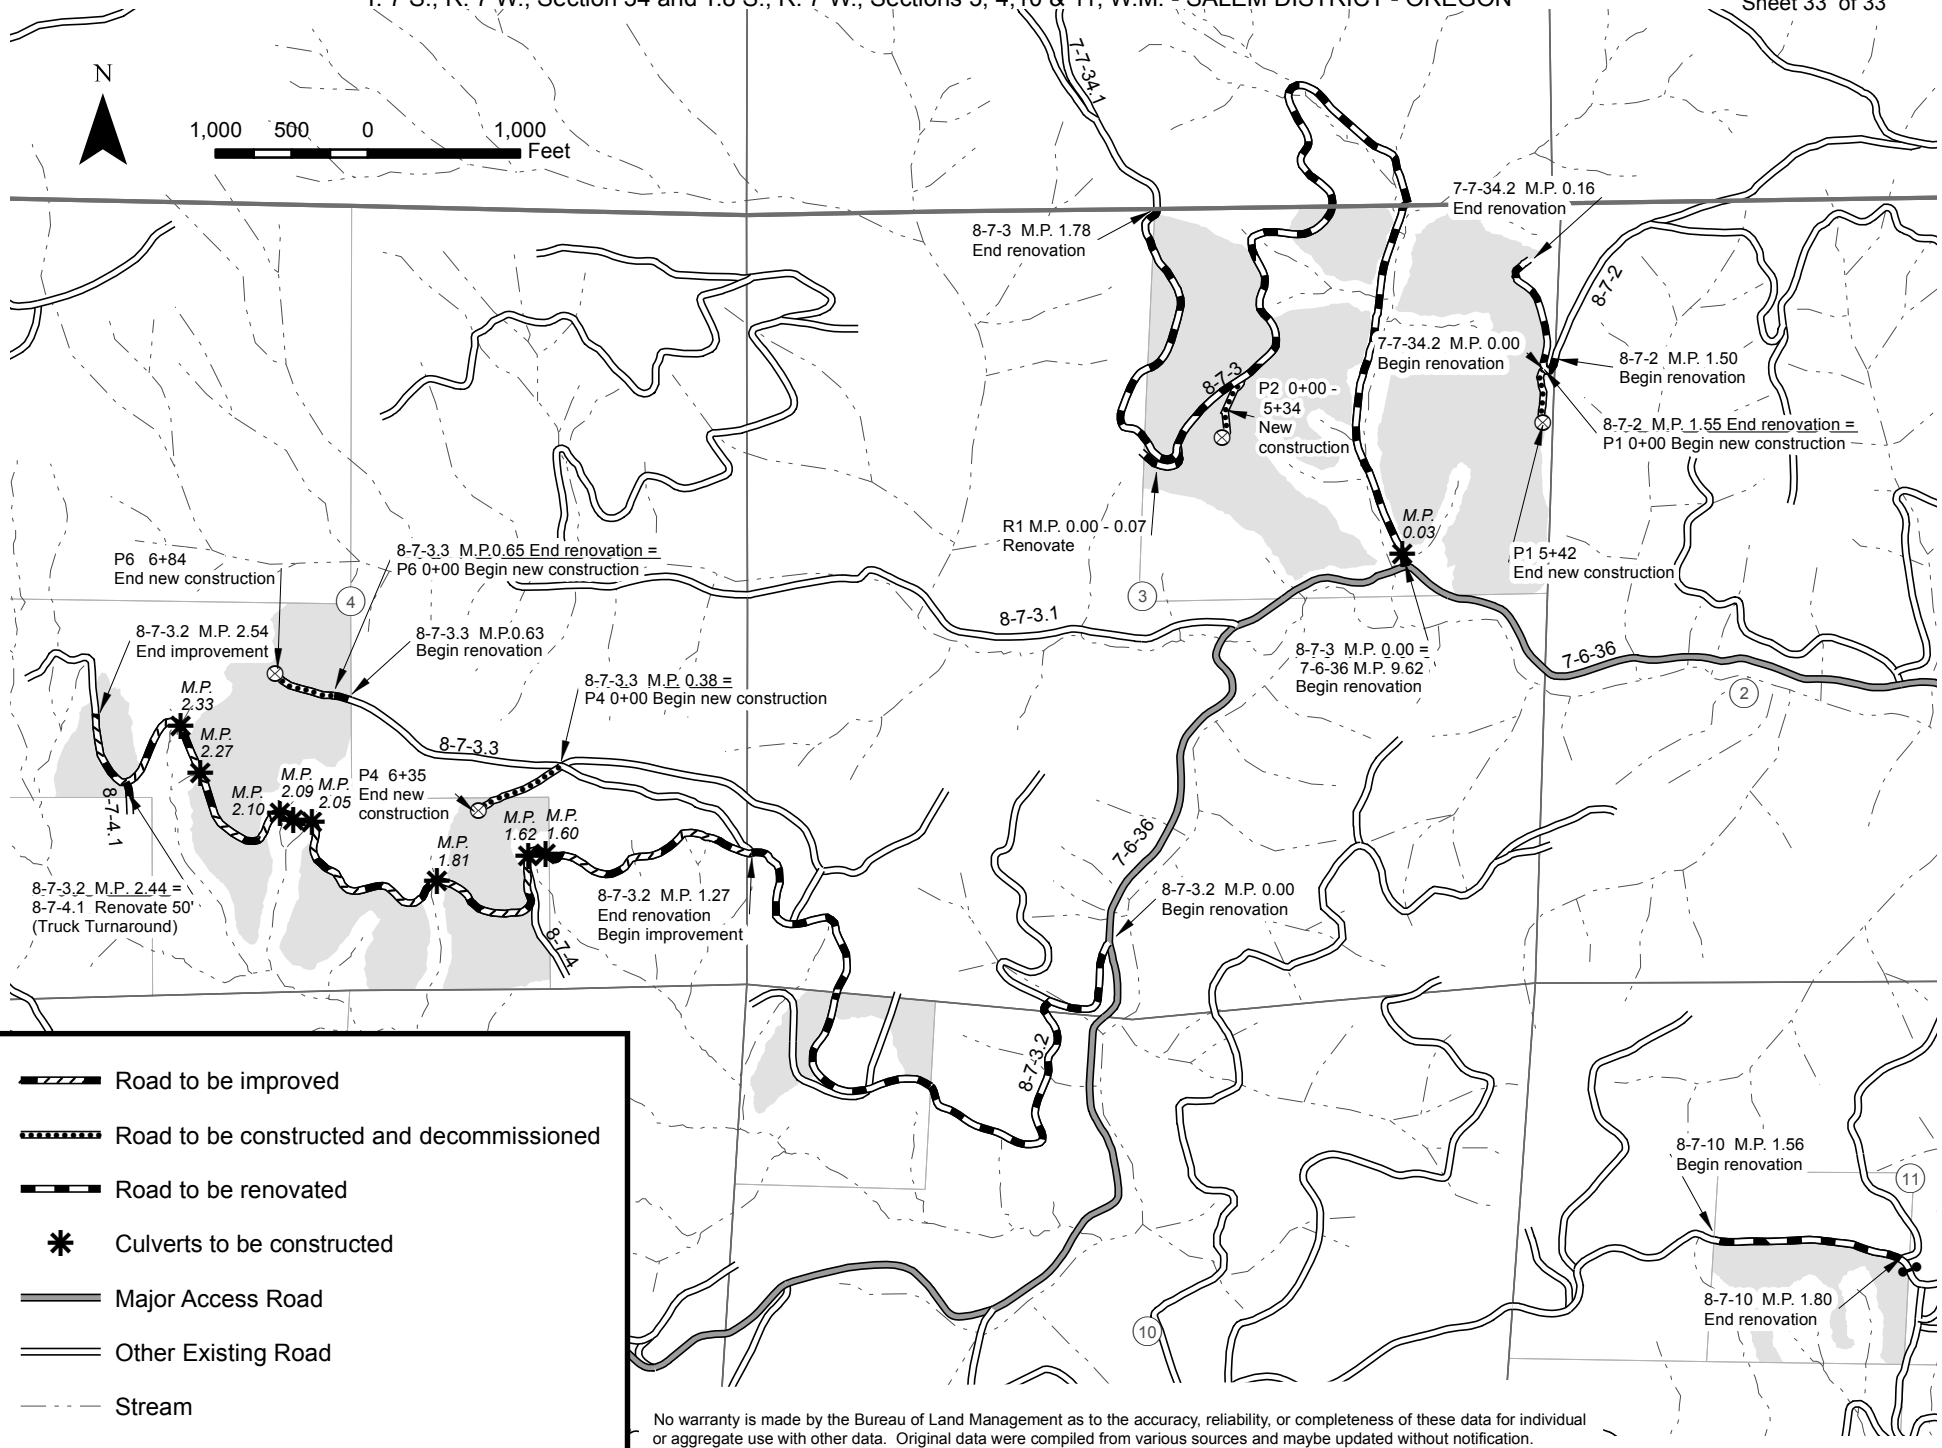 T. 7 S., R. 7 W., Section 34 and T.8 S., R. 7 W., Sections 3, 4,10 & 11, W.M. - SALEM DISTRICT - OREGON
Sheet 33 of 33
N
1,000 500 0 1,000
Feet
7-7-34.1
8-7-3 M.P. 1.78
End renovation
7-7-34.2 M.P. 0.16
End renovation
8-7-2
7-7-34.2 M.P. 0.00
Begin renovation
8-7-2 M.P. 1.50
Begin renovation
8-7-3
P2 0+00 -
5+34
New
construction
8-7-2 M.P. 1.55 End renovation =
P1 0+00 Begin new construction
R1 M.P. 0.00 - 0.07
Renovate
M.P.
0.03
P1 5+42
End new construction
P6 6+84
End new construction
8-7-3.3 M.P.0.65 End renovation =
P6 0+00 Begin new construction
4
3
8-7-3.1
8-7-3.2 M.P. 2.54
End improvement
8-7-3.3 M.P.0.63
Begin renovation
8-7-3 M.P. 0.00 =
7-6-36 M.P. 9.62
Begin renovation
7-6-36
2
8-7-3.3 M.P. 0.38 =
P4 0+00 Begin new construction
M.P.
2.33
M.P.
2.27
8-7-3.3
M.P.
2.10
M.P.
2.09
M.P.
2.05
P4 6+35
End new
construction
8-7-4.1
M.P.
1.62
M.P.
1.60
M.P.
1.81
7-6-36
8-7-3.2 M.P. 2.44 =
8-7-4.1 Renovate 50'
(Truck Turnaround)
8-7-3.2 M.P. 1.27
End renovation
Begin improvement
8-7-3.2 M.P. 0.00
Begin renovation
8-7-4
8-7-3.2
Road to be improved
Road to be constructed and decommissioned
Road to be renovated
Culverts to be constructed
Major Access Road
Other Existing Road
Stream
8-7-10 M.P. 1.56
Begin renovation
11
8-7-10 M.P. 1.80
End renovation
10
No warranty is made by the Bureau of Land Management as to the accuracy, reliability, or completeness of these data for individual
or aggregate use with other data. Original data were compiled from various sources and maybe updated without notification.